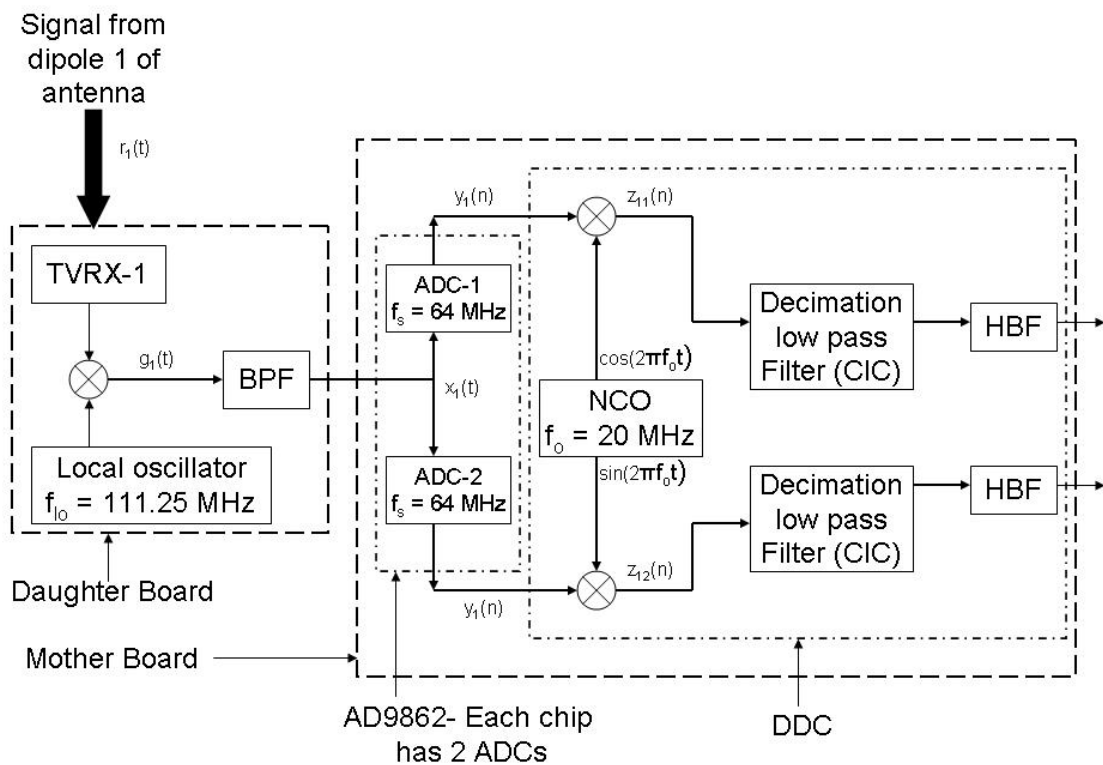 Signal from
dipole 1 of
antenna
r₁(t)
TVRX-1
g₁(t)
BPF
Local oscillator
fₗₒ = 111.25 MHz
Daughter Board
Mother Board
x₁(t)
y₁(n)
ADC-1
fₛ = 64 MHz
ADC-2
fₛ = 64 MHz
y₁(n)
AD9862- Each chip
has 2 ADCs
z₁₁(n)
cos(2πfₒt)
NCO
fₒ = 20 MHz
sin(2πfₒt)
z₁₂(n)
Decimation
low pass
Filter (CIC)
HBF
Decimation
low pass
Filter (CIC)
HBF
DDC